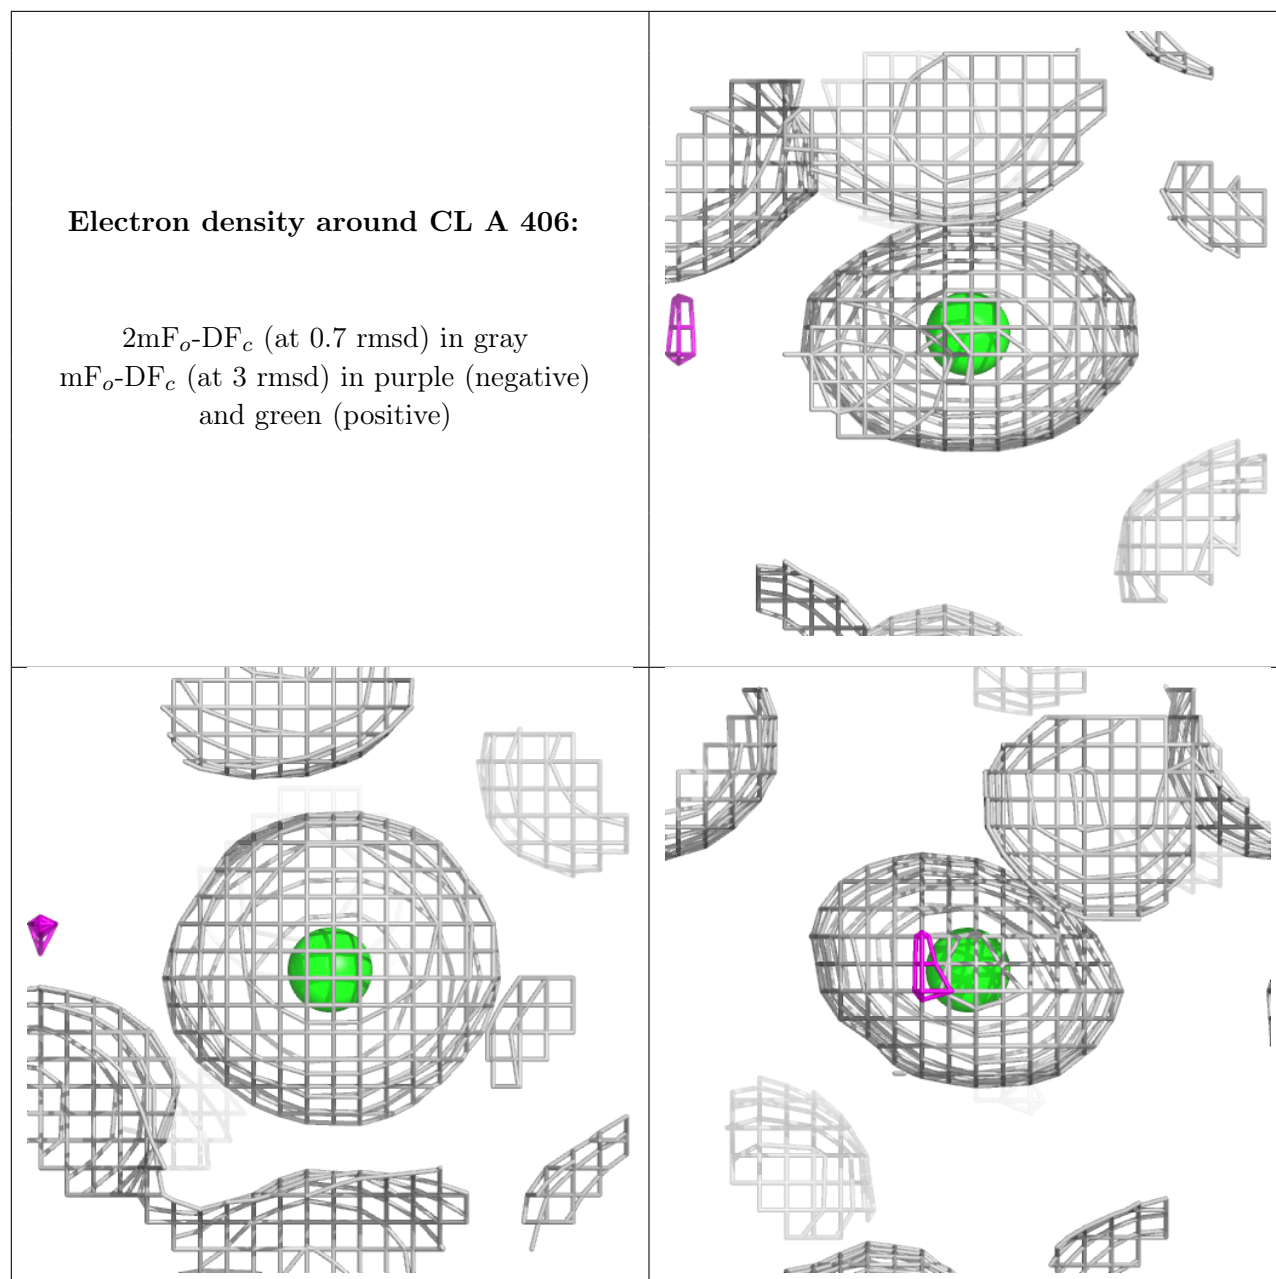 Electron density around CL A 406:
2mFo-DFc (at 0.7 rmsd) in gray
mFo-DFc (at 3 rmsd) in purple (negative)
and green (positive)